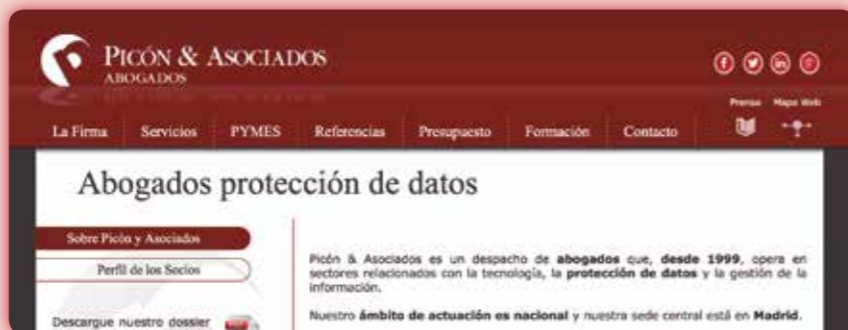 PICÓN & ASOCIADOS
ABOGADOS
Prensa Mapa Web
La Firma Servicios PYMES Referencias Presupuesto Formación Contacto
Abogados protección de datos
Sobre Picón y Asociados
Perfil de los Socios
Descargue nuestro dossier
Picón & Asociados es un despacho de abogados que, desde 1999, opera en
sectores relacionados con la tecnología, la protección de datos y la gestión de la
información.
Nuestro ámbito de actuación es nacional y nuestra sede central está en Madrid.